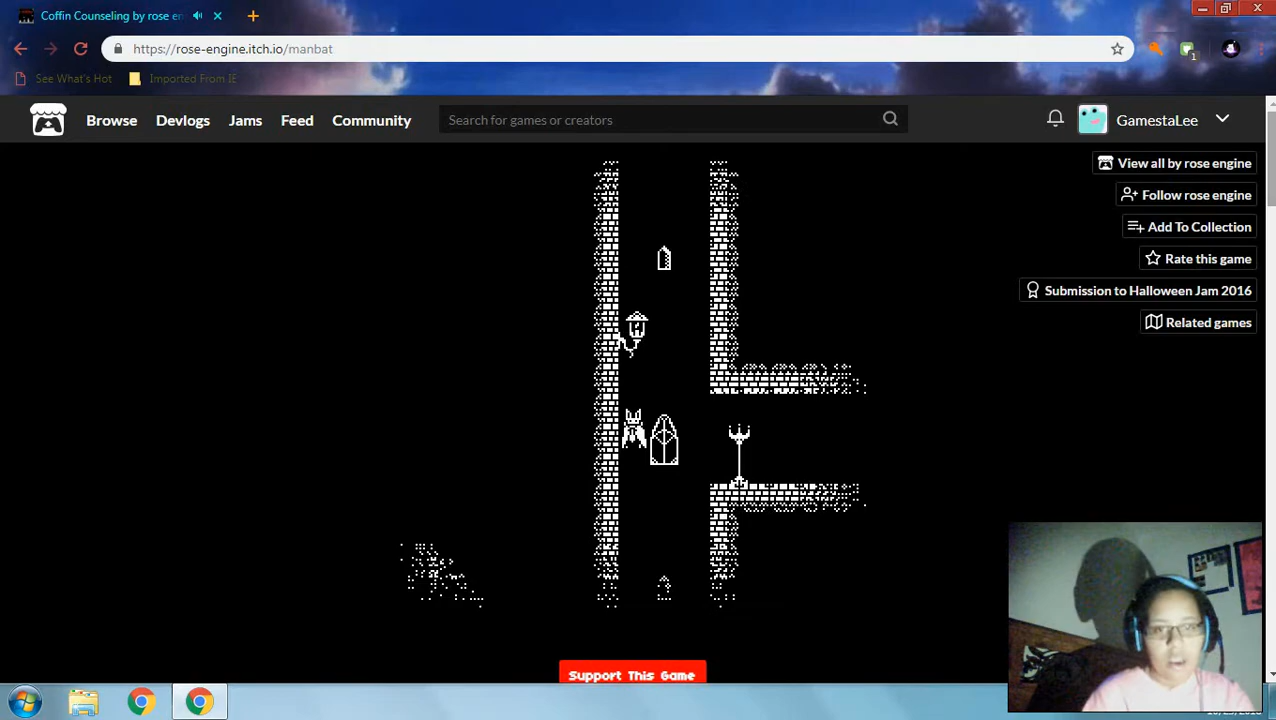 Coffin Counseling by rose en
https://rose-engine.itch.io/manbat
1
See What's Hot
Imported From IE
Browse
Devlogs
Jams
Feed
Community
Search for games or creators
GamestaLee
View all by rose engine
Follow rose engine
Add To Collection
Rate this game
Submission to Halloween Jam 2016
Related games
Support This Game